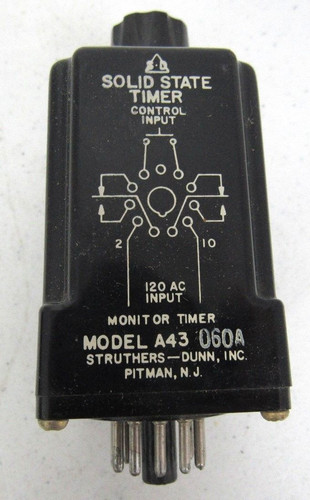 S-D
SOLID STATE
TIMER
CONTROL
INPUT
2 10
120 AC
INPUT
MONITOR TIMER
MODEL A43 060A
STRUTHERS-DUNN, INC.
PITMAN, N.J.